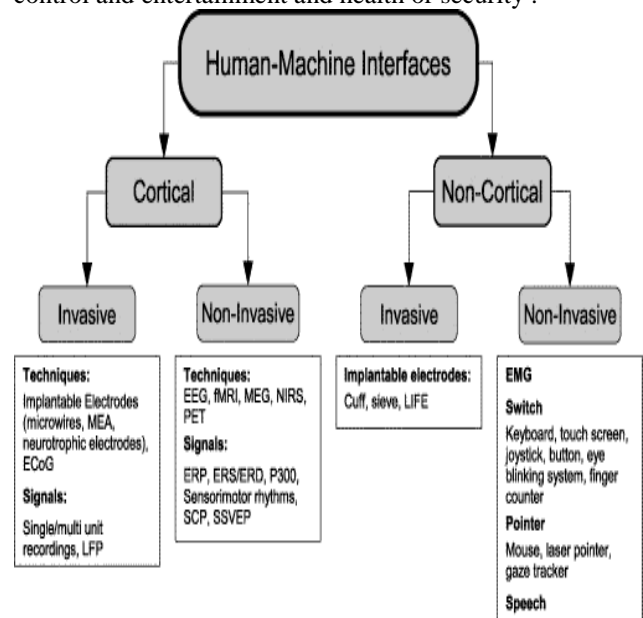 control and entertainment and health or security .
Human-Machine Interfaces
Cortical
Non-Cortical
Invasive
Non-Invasive
Invasive
Non-Invasive
Techniques:
Implantable Electrodes
(microwires, MEA,
neurotrophic electrodes),
ECoG
Signals:
Single/multi unit
recordings, LFP
Techniques:
EEG, fMRI, MEG, NIRS,
PET
Signals:
ERP, ERS/ERD, P300,
Sensorimotor rhythms,
SCP, SSVEP
Implantable electrodes:
Cuff, sieve, LIFE
EMG
Switch
Keyboard, touch screen,
joystick, button, eye
blinking system, finger
counter
Pointer
Mouse, laser pointer,
gaze tracker
Speech